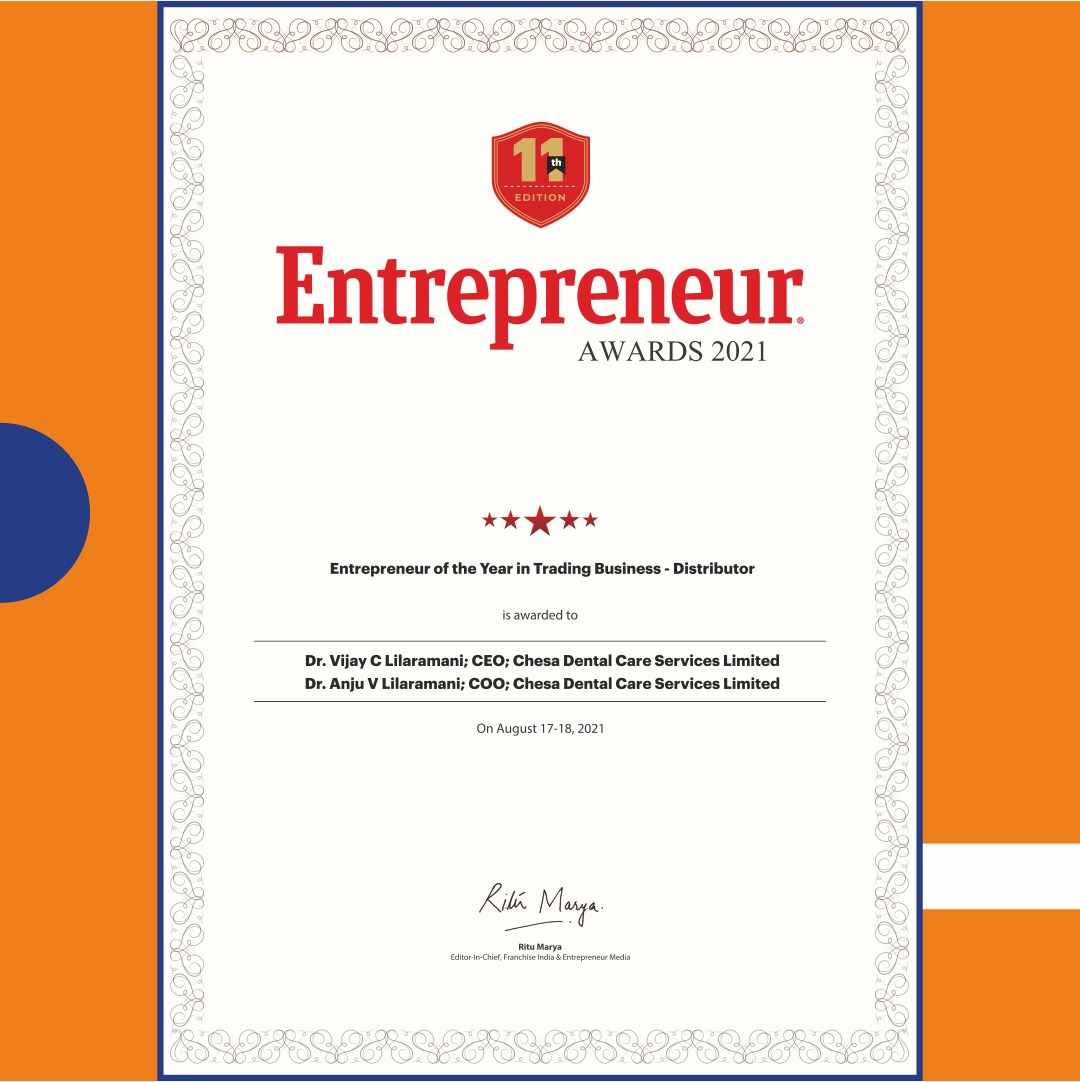 11th
EDITION
Entrepreneur®
AWARDS 2021
Entrepreneur of the Year in Trading Business - Distributor
is awarded to
Dr. Vijay C Lilaramani; CEO; Chesa Dental Care Services Limited
Dr. Anju V Lilaramani; COO; Chesa Dental Care Services Limited
On August 17-18, 2021
Ritu Marya
Ritu Marya
Editor-In-Chief, Franchise India & Entrepreneur Media